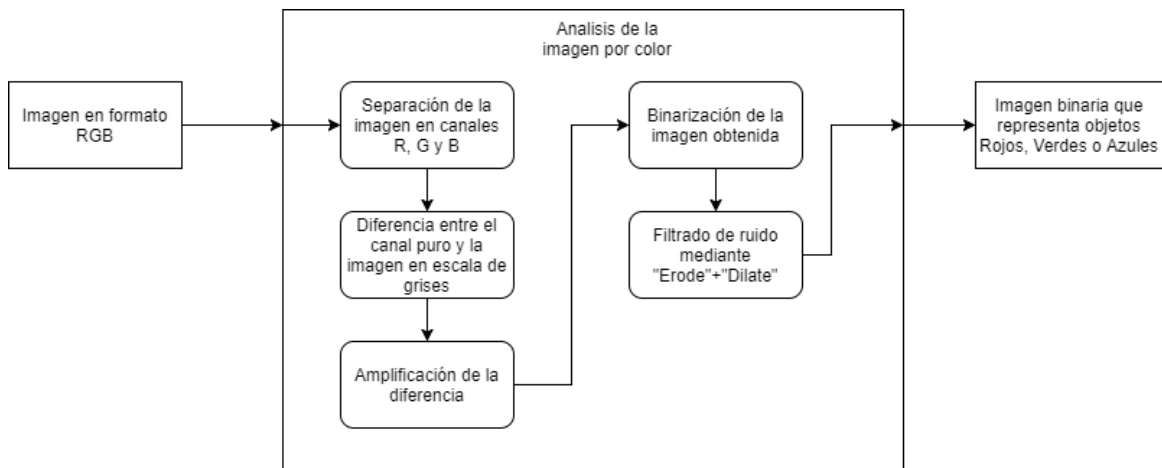 Analisis de la
imagen por color
Imagen en formato
RGB
Separación de la
imagen en canales
R, G y B
Diferencia entre el
canal puro y la
imagen en escala de
grises
Amplificación de la
diferencia
Binarización de la
imagen obtenida
Filtrado de ruido
mediante
"Erode"+"Dilate"
Imagen binaria que
representa objetos
Rojos, Verdes o Azules